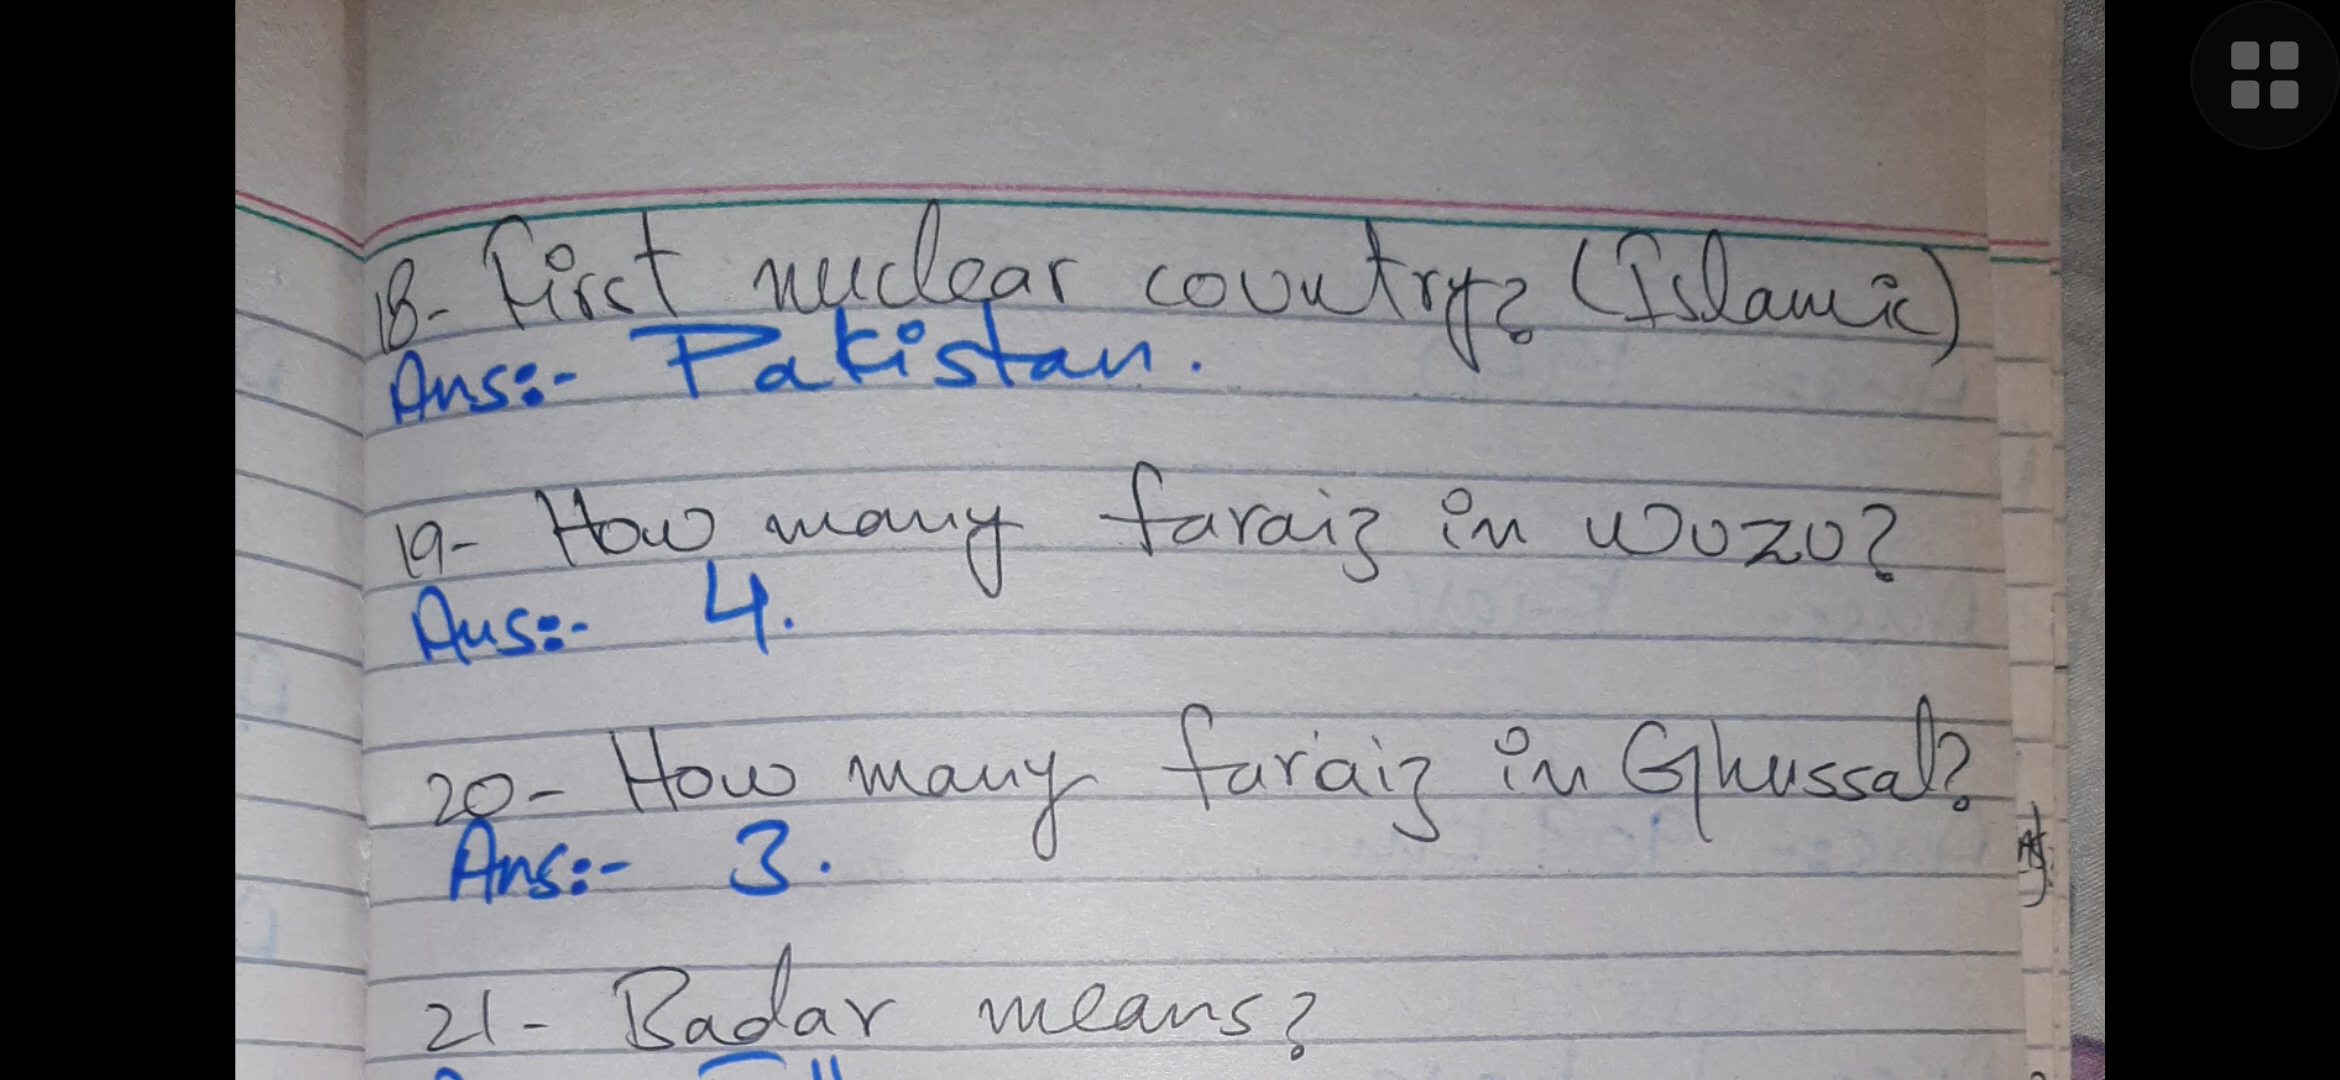 18- First nuclear country? (Islamic)
Ans:- Pakistan.
19- How many faraiz in wozo?
Ans:- 4.
20- How many faraiz in Ghussal?
Ans:- 3.
21- Badar means?